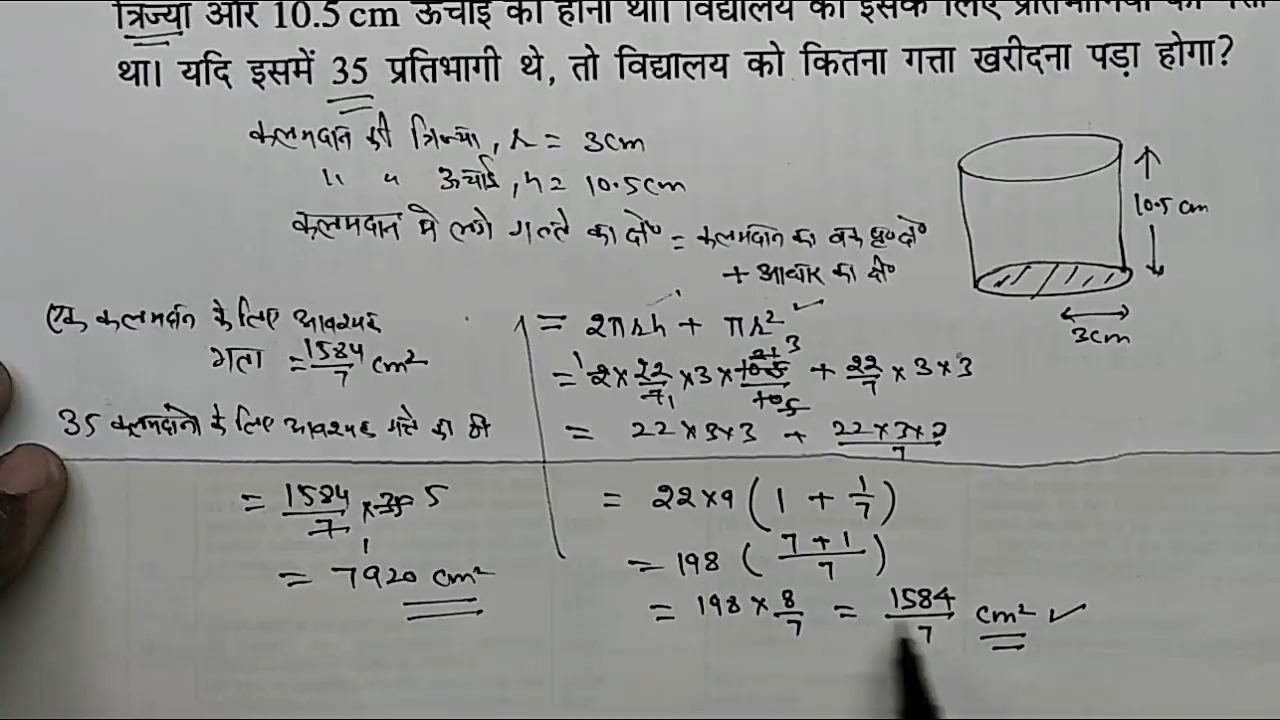 त्रिज्या और 10.5 cm ऊँचाई का होना था। विद्यालय को इसके लिए प्रतिभागियों को
था। यदि इसमें 35 प्रतिभागी थे, तो विद्यालय को कितना गत्ता खरीदना पड़ा होगा?
कलमदान की त्रिज्या, r = 3cm
" " ऊँचाई, h = 10.5cm
कलमदान मे लगे गत्ते का क्षे० = कलमदान का वक्र पृ० क्षे०
+ आधार का क्षे०
= 2πrh + πr²
= 2 × 22/7 × 3 × 105/10 + 22/7 × 3 × 3
= 22×3×3 + 22×3×3/7
= 22×9 (1 + 1/7)
= 198 (7+1/7)
= 198 × 8/7 = 1584/7 cm² ✓
एक कलमदान के लिए आवश्यक
गत्ता = 1584/7 cm²
35 कलमदानो के लिए आवश्यक गत्ते का क्षे
= 1584/7 × 35 5
= 7920 cm²
10.5 cm
3cm